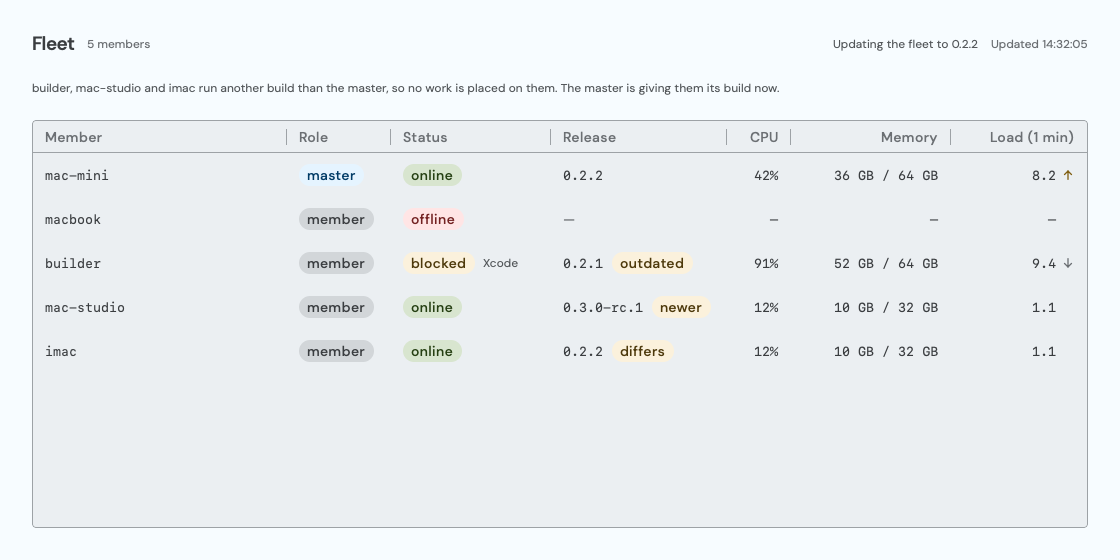 Fleet 5 members Updating the fleet to 0.2.2 Updated 14:32:05
builder, mac-studio and imac run another build than the master, so no work is placed on them. The master is giving them its build now.
Member Role Status Release CPU Memory Load (1 min)
mac-mini master online 0.2.2 42% 36 GB / 64 GB 8.2 ↑
macbook member offline — — — —
builder member blocked Xcode 0.2.1 outdated 91% 52 GB / 64 GB 9.4 ↓
mac-studio member online 0.3.0-rc.1 newer 12% 10 GB / 32 GB 1.1
imac member online 0.2.2 differs 12% 10 GB / 32 GB 1.1